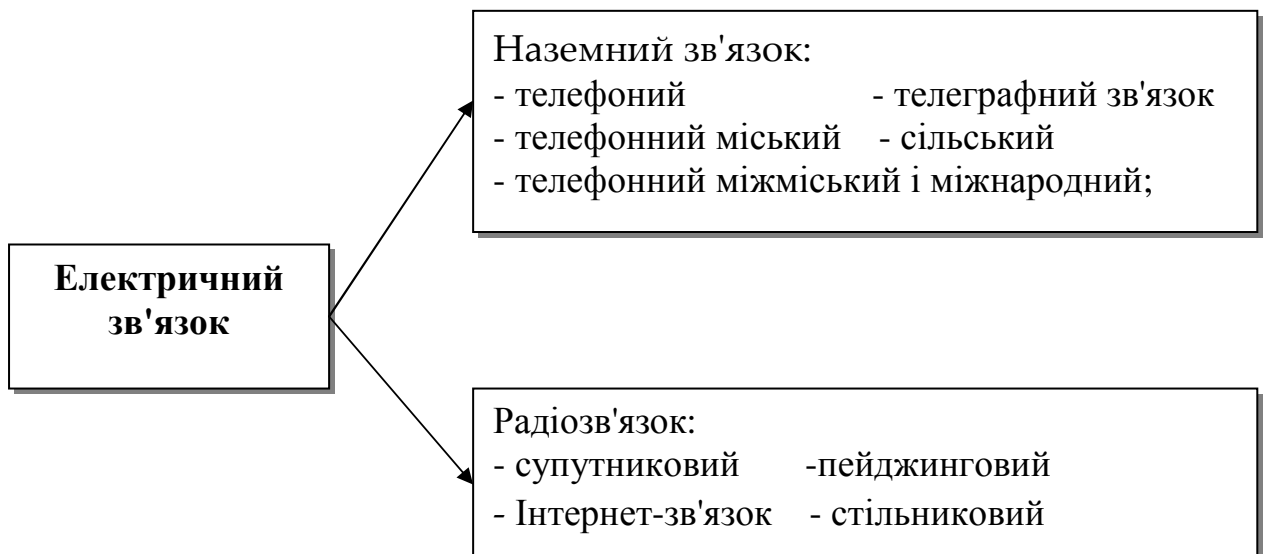 Наземний зв'язок:
- телефоний - телеграфний зв'язок
- телефонний міський - сільський
- телефонний міжміський і міжнародний;
Електричний
зв'язок
Радіозв'язок:
- супутниковий -пейджинговий
- Інтернет-зв'язок - стільниковий